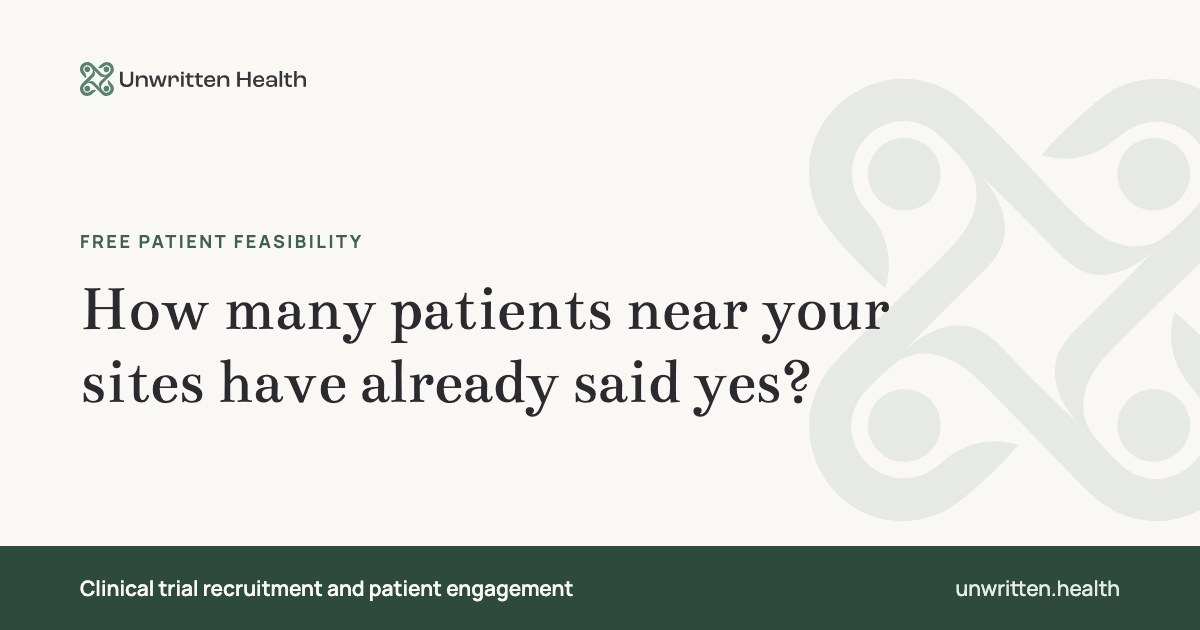 Unwritten Health
FREE PATIENT FEASIBILITY
How many patients near your
sites have already said yes?
Clinical trial recruitment and patient engagement
unwritten.health